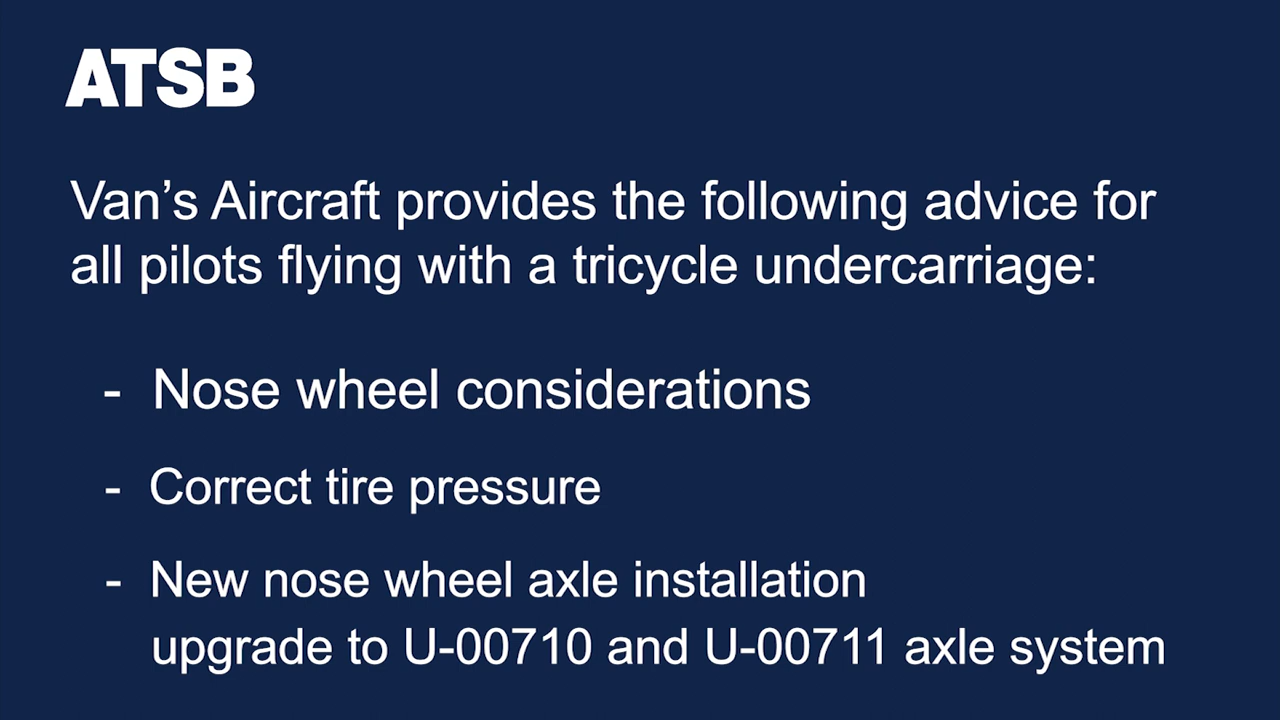 ATSB
Van’s Aircraft provides the following advice for
all pilots flying with a tricycle undercarriage:
- Nose wheel considerations
- Correct tire pressure
- New nose wheel axle installation
upgrade to U-00710 and U-00711 axle system